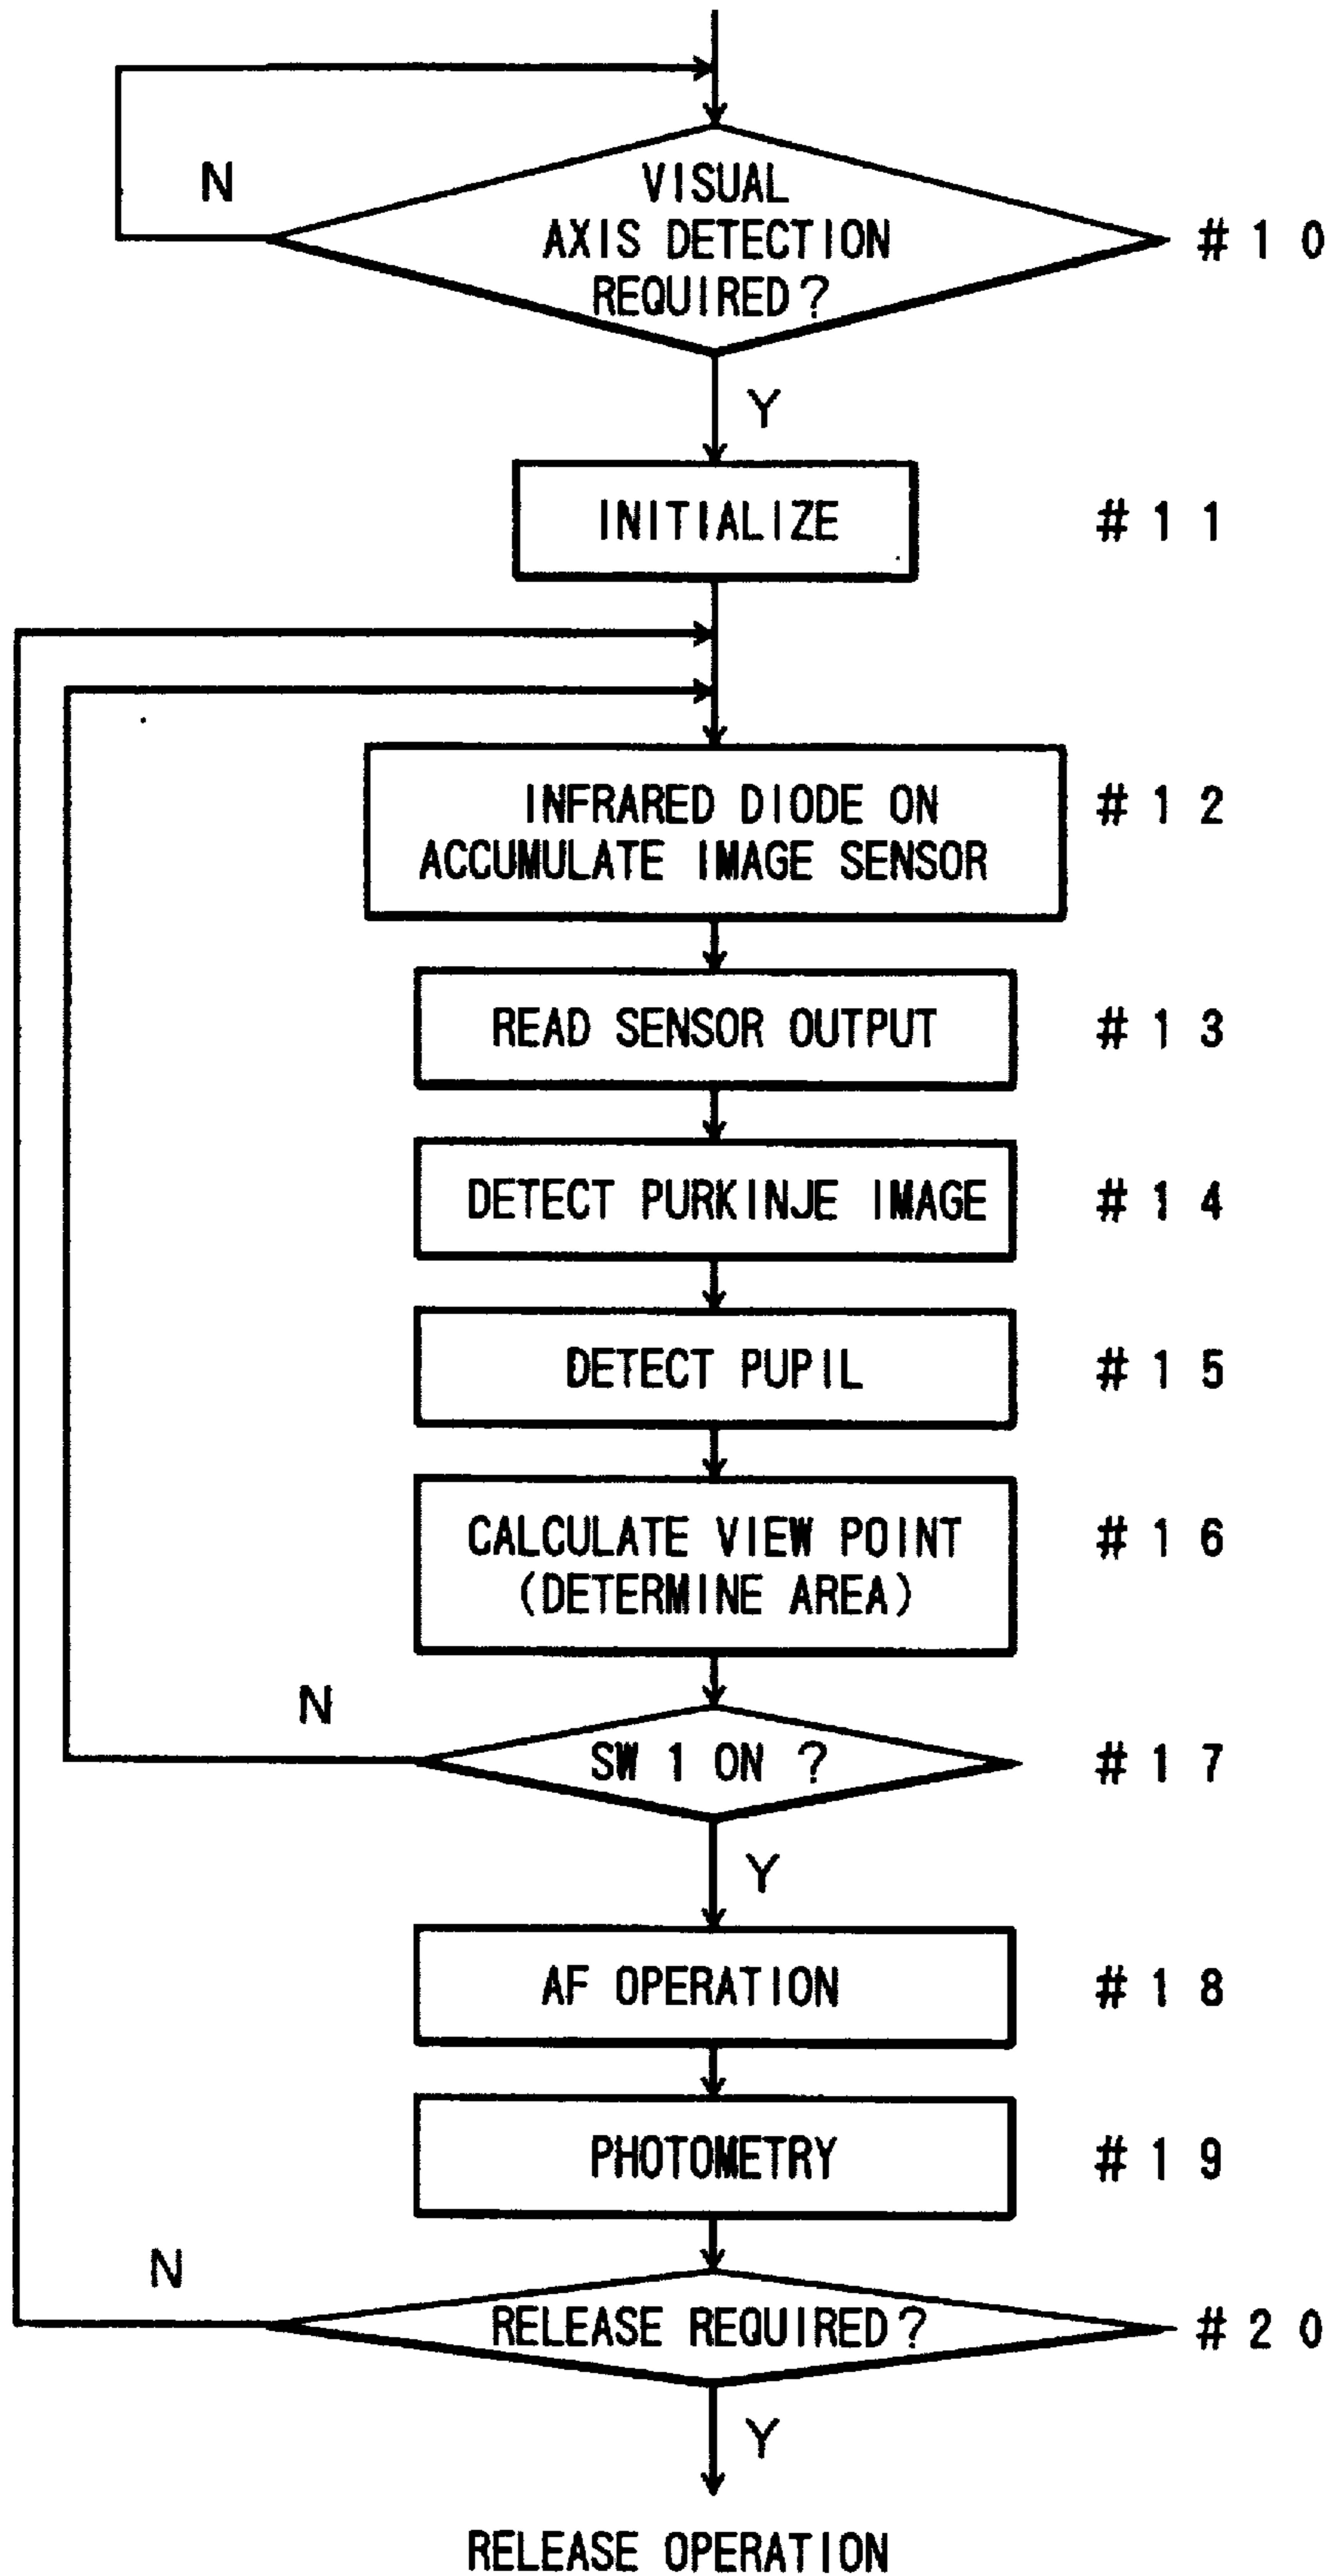 N
VISUAL
AXIS DETECTION
REQUIRED?
#10
Y
INITIALIZE
#11
INFRARED DIODE ON
ACCUMULATE IMAGE SENSOR
#12
READ SENSOR OUTPUT
#13
DETECT PURKINJE IMAGE
#14
DETECT PUPIL
#15
CALCULATE VIEW POINT
(DETERMINE AREA)
#16
N
SW 1 ON ?
#17
Y
AF OPERATION
#18
PHOTOMETRY
#19
N
RELEASE REQUIRED?
#20
Y
RELEASE OPERATION